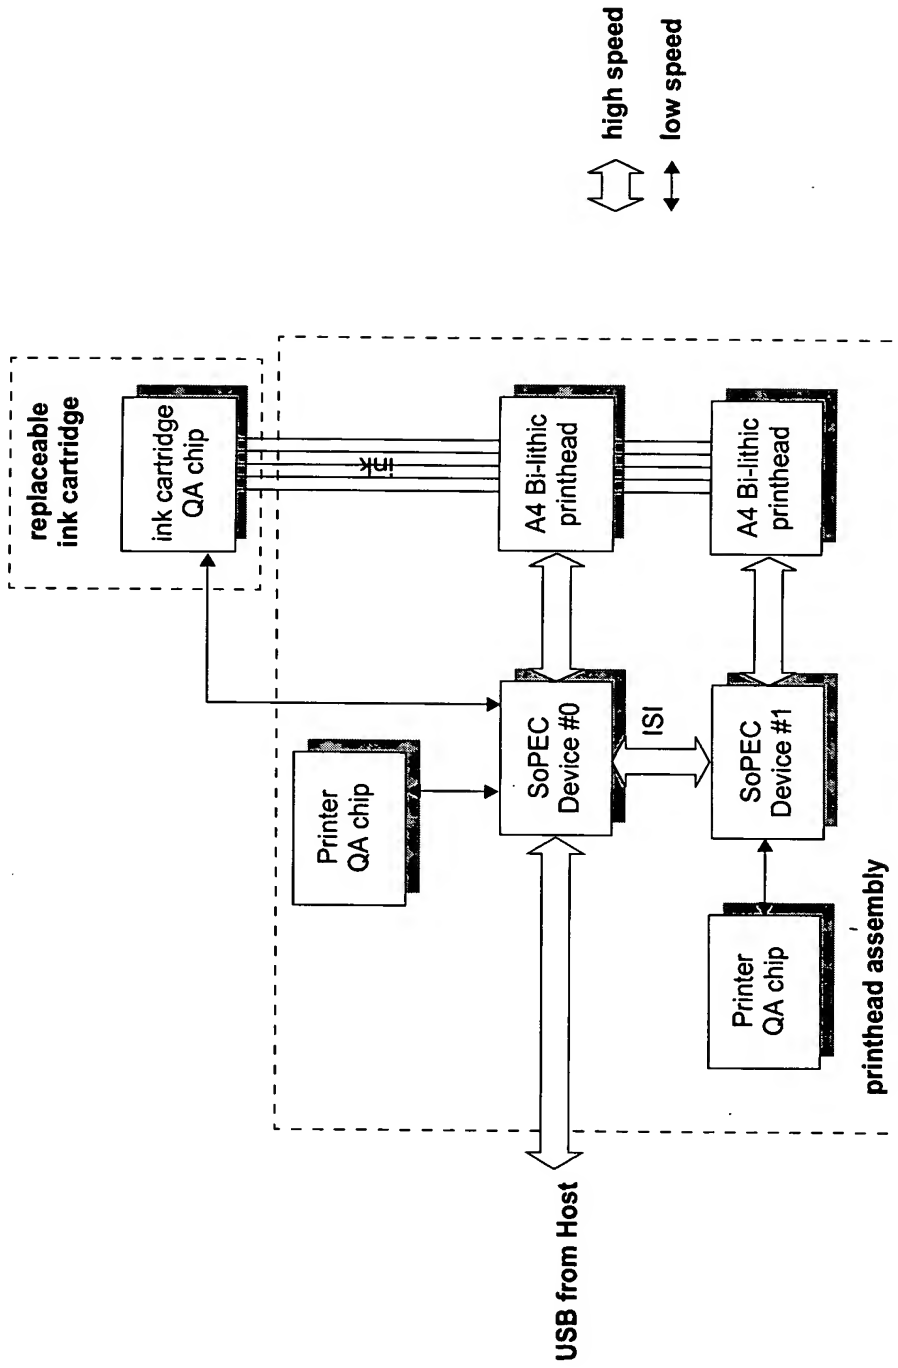 replaceable
ink cartridge
ink cartridge
QA chip
ink
Printer
QA chip
USB from Host
SoPEC
Device #0
A4 Bi-lithic
printhead
ISI
Printer
QA chip
SoPEC
Device #1
A4 Bi-lithic
printhead
printhead assembly
high speed
low speed